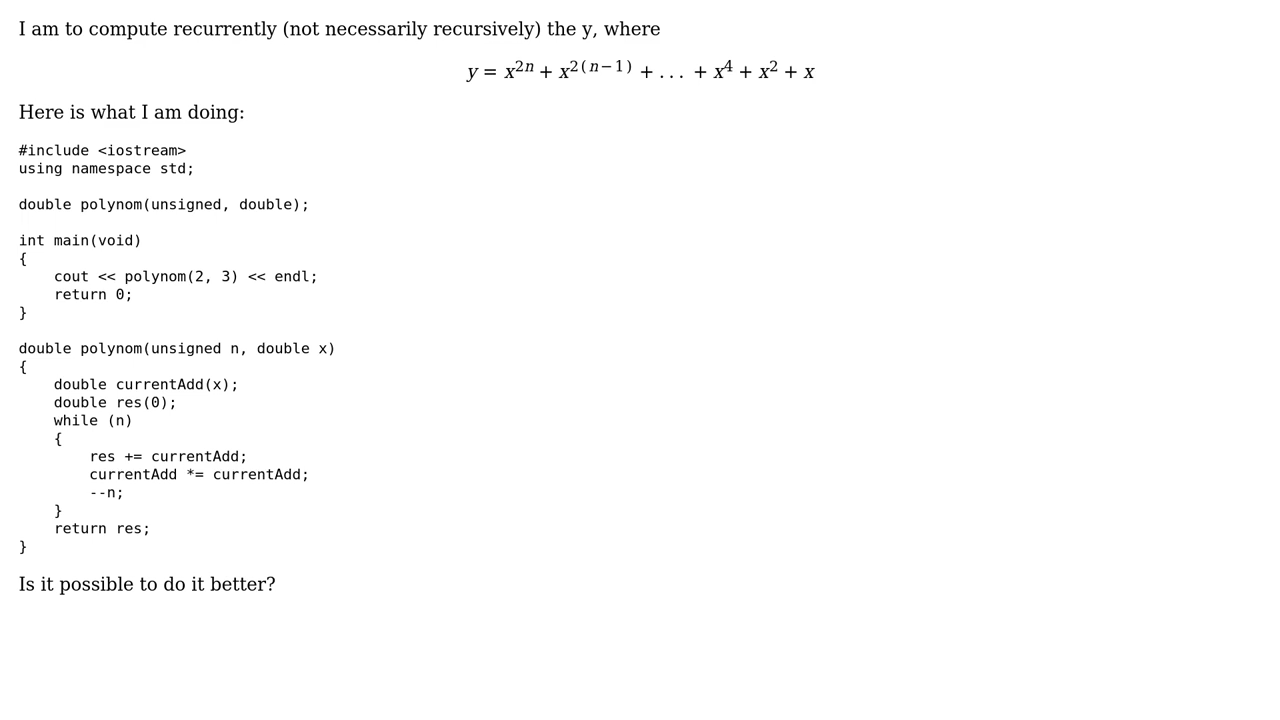 I am to compute recurrently (not necessarily recursively) the y, where
y = x^{2n} + x^{2(n−1)} + ... + x^4 + x^2 + x
Here is what I am doing:
#include <iostream>
using namespace std;

double polynom(unsigned, double);

int main(void)
{
    cout << polynom(2, 3) << endl;
    return 0;
}

double polynom(unsigned n, double x)
{
    double currentAdd(x);
    double res(0);
    while (n)
    {
        res += currentAdd;
        currentAdd *= currentAdd;
        --n;
    }
    return res;
}
Is it possible to do it better?